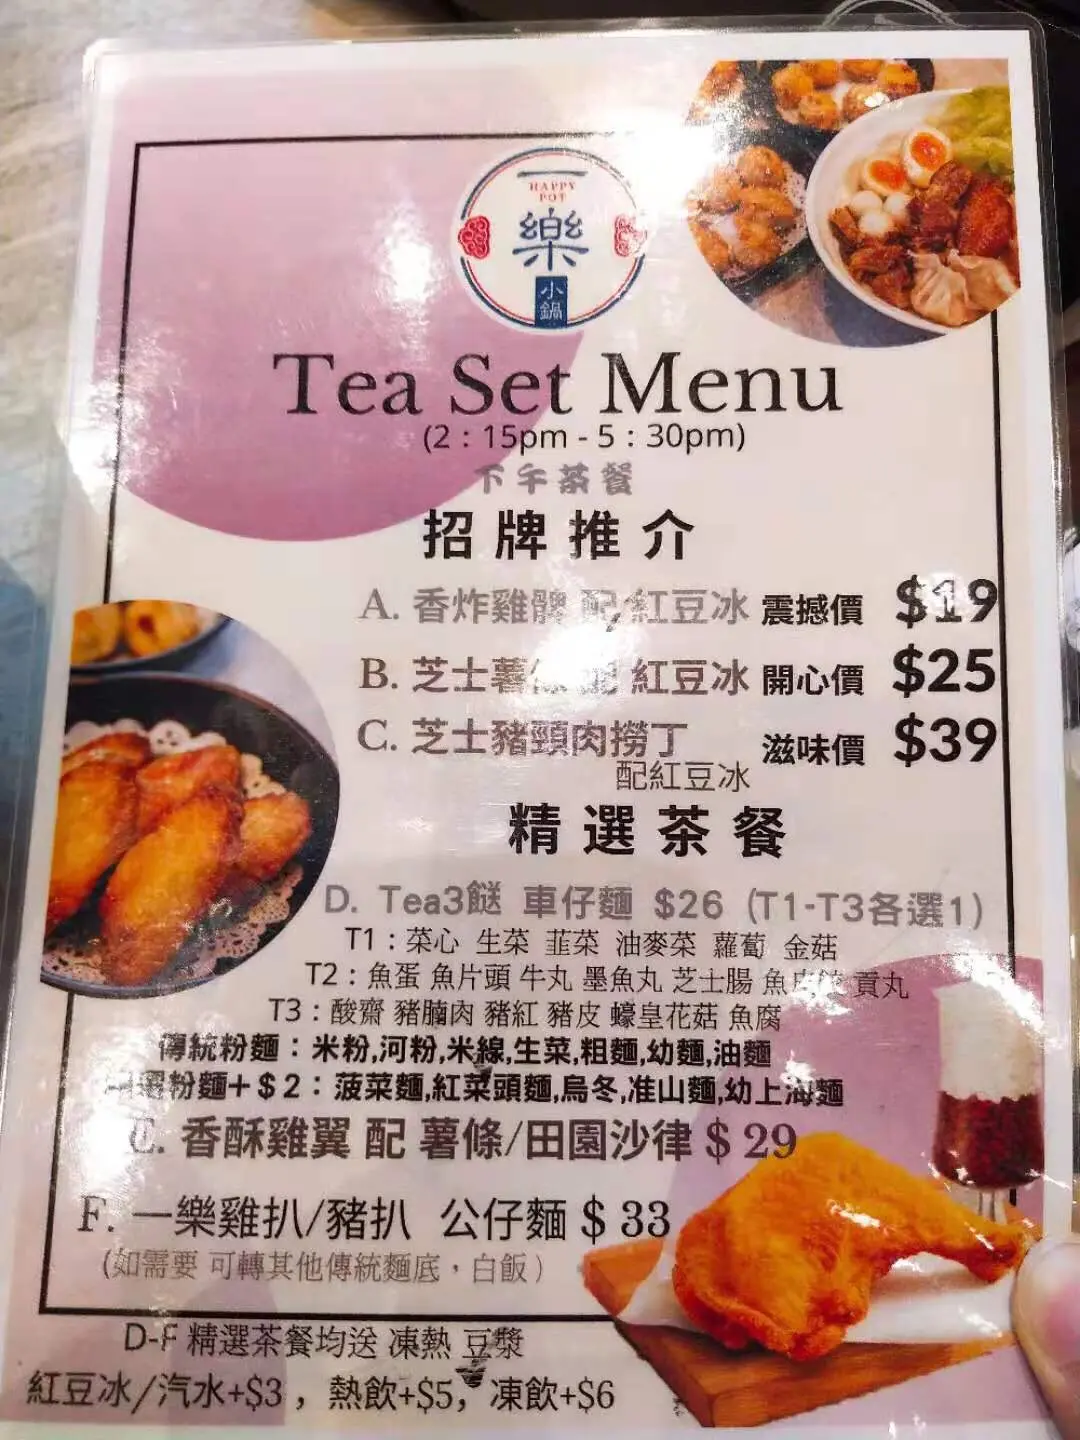 一
HAPPY
POT
樂
小
鍋
Tea Set Menu
(2：15pm - 5：30pm)
下午茶餐
招牌推介
A. 香炸雞髀 配 紅豆冰 震撼價 $19
B. 芝士薯條 配 紅豆冰 開心價 $25
C. 芝士豬頸肉撈丁 滋味價 $39
配紅豆冰
精選茶餐
D. Tea3餸 車仔麵 $26 (T1-T3各選1)
T1：菜心 生菜 韮菜 油麥菜 蘿蔔 金菇
T2：魚蛋 魚片頭 牛丸 墨魚丸 芝士腸 魚皮餃 貢丸
T3：酸齋 豬腩肉 豬紅 豬皮 蠔皇花菇 魚腐
傳統粉麵：米粉,河粉,米線,生菜,粗麵,幼麵,油麵
選粉麵+$2：菠菜麵,紅菜頭麵,烏冬,准山麵,幼上海麵
E. 香酥雞翼 配 薯條/田園沙律 $ 29
F. 一樂雞扒/豬扒 公仔麵 $ 33
(如需要 可轉其他傳統麵底，白飯)
D-F 精選茶餐均送 凍熱 豆漿
紅豆冰/汽水+$3，熱飲+$5，凍飲+$6